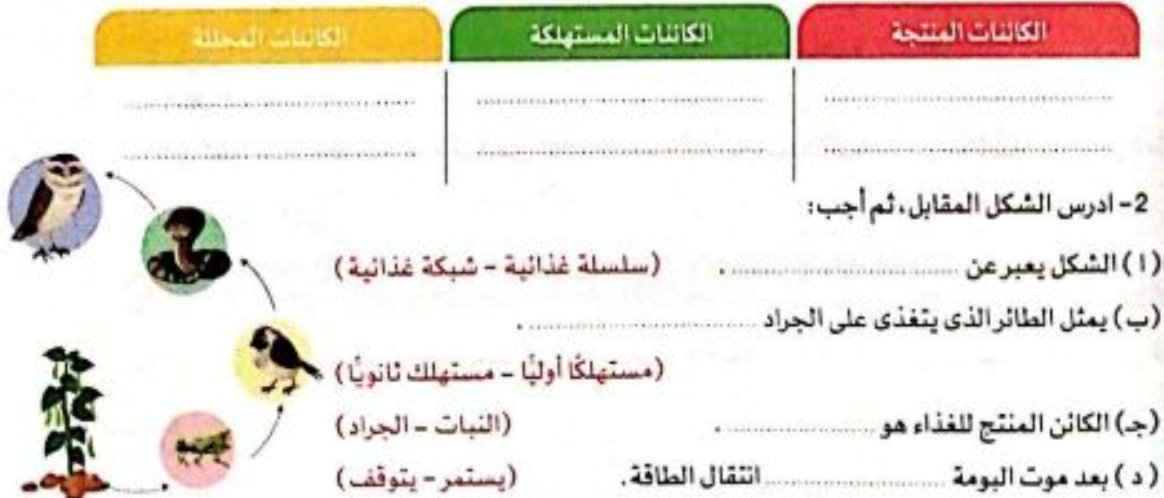 الكائنات المنتجة الكائنات المستهلكة الكائنات المحللة
2- ادرس الشكل المقابل، ثم أجب:
(ا) الشكل يعبر عن .................... . (سلسلة غذائية - شبكة غذائية)
(ب) يمثل الطائر الذى يتغذى على الجراد .................... .
(مستهلكًا أوليًا - مستهلك ثانويًا)
(جـ) الكائن المنتج للغذاء هو .................... . (النبات - الجراد)
(د) بعد موت البومة .................... انتقال الطاقة. (يستمر - يتوقف)